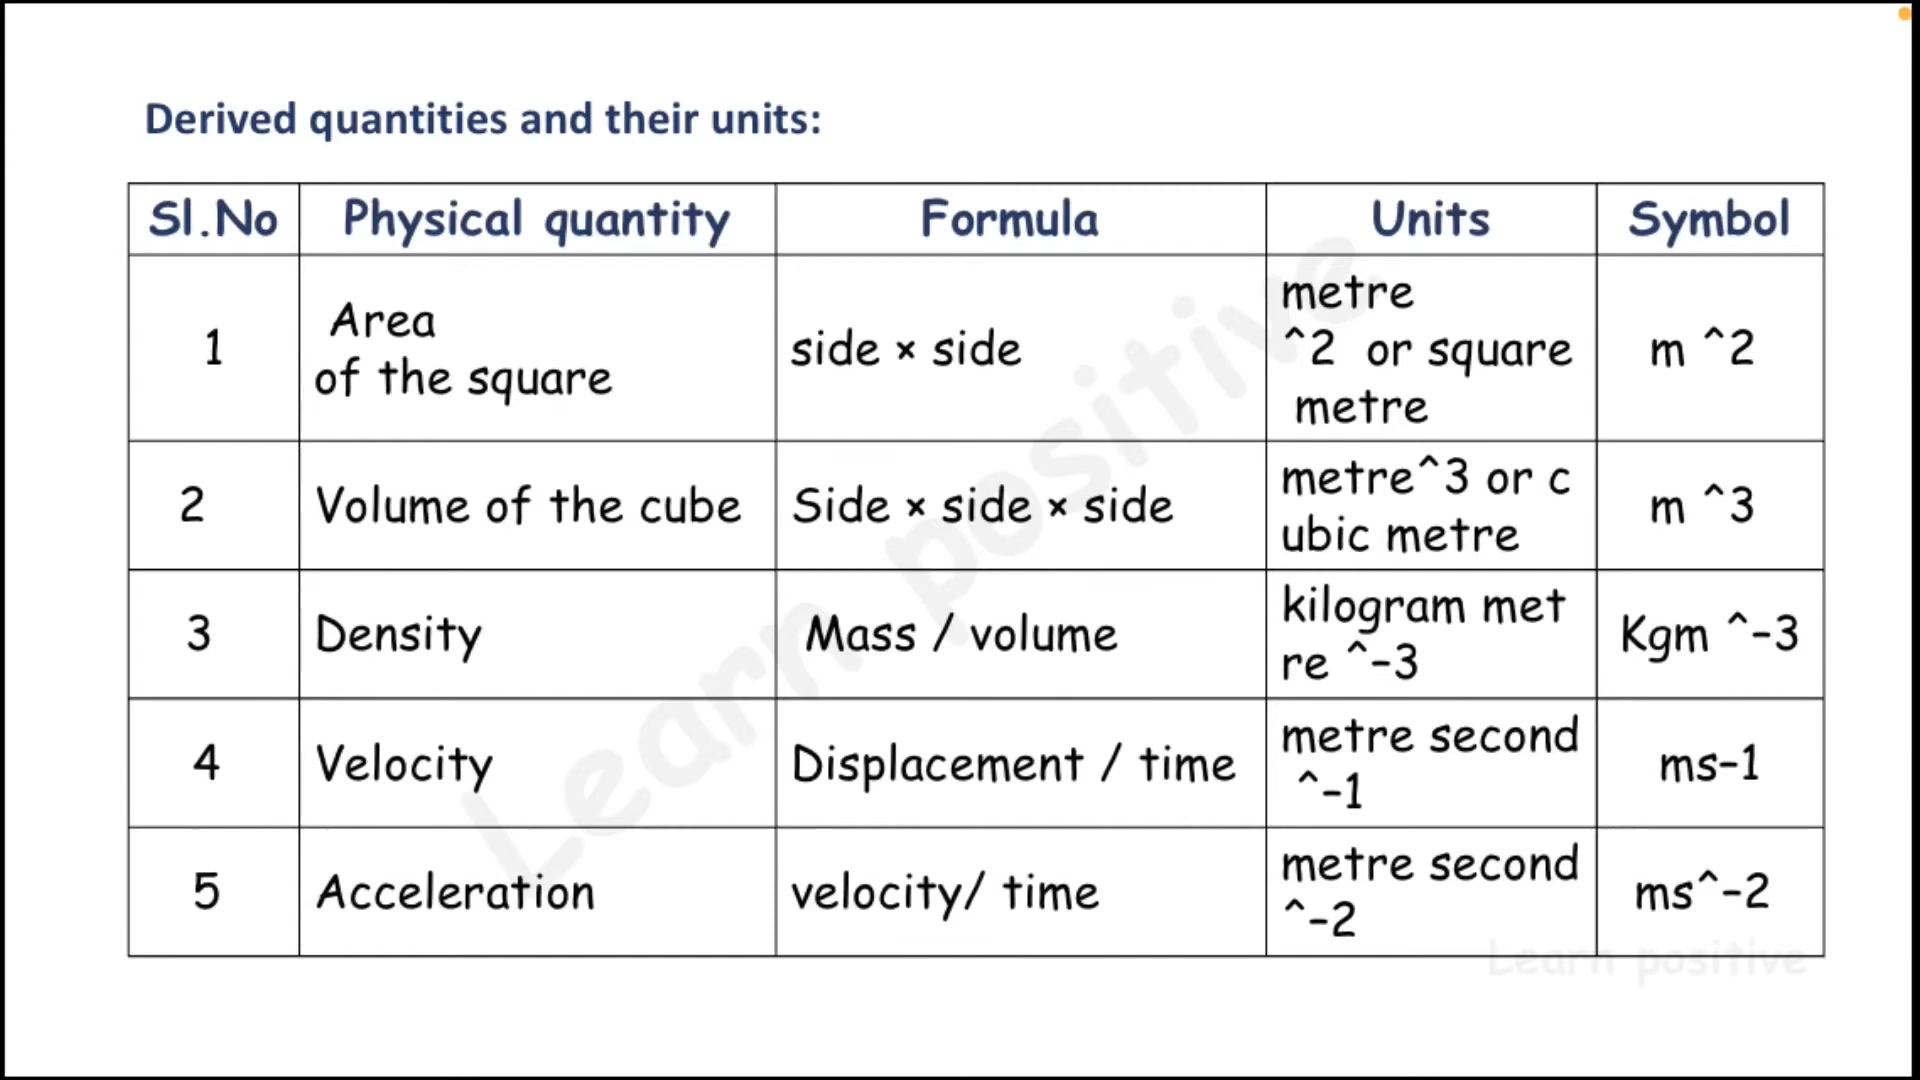 Derived quantities and their units:
Sl.No Physical quantity Formula Units Symbol
1 Area of the square side × side metre ^2 or square metre m ^2
2 Volume of the cube Side × side × side metre^3 or c ubic metre m ^3
3 Density Mass / volume kilogram met re ^-3 Kgm ^-3
4 Velocity Displacement / time metre second ^-1 ms-1
5 Acceleration velocity/ time metre second ^-2 ms^-2
Learn positive
Learn positive